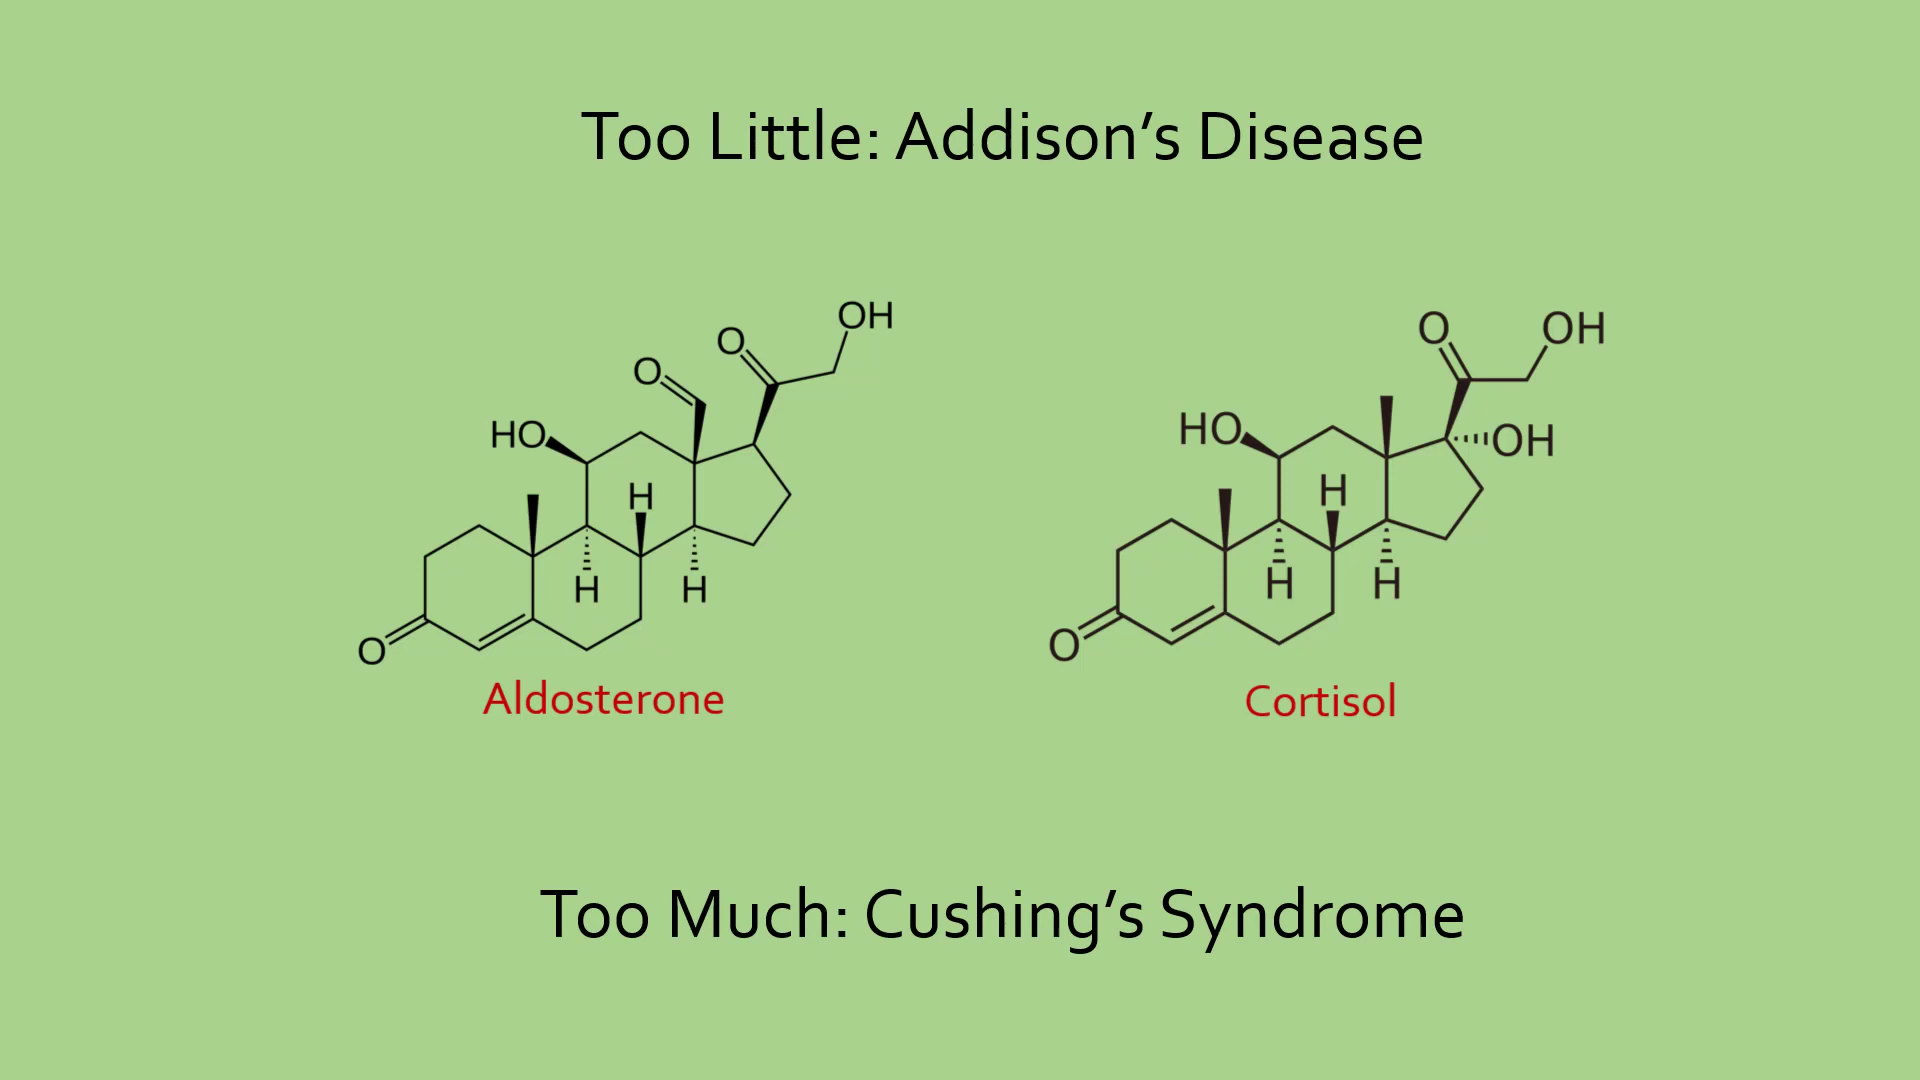 Too Little: Addison’s Disease
O OH
O
HO
H
H H
O
Aldosterone
O OH
HO OH
H
H H
O
Cortisol
Too Much: Cushing’s Syndrome